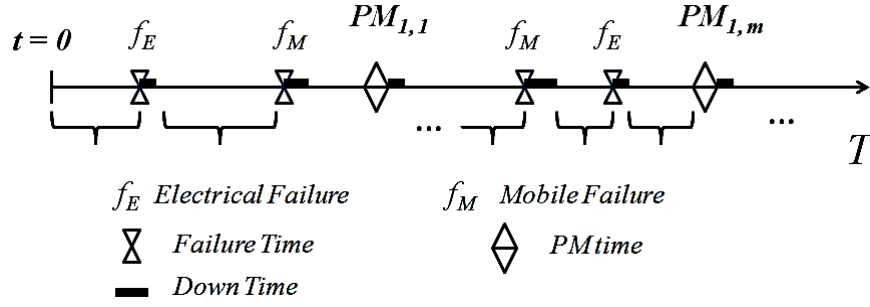 t = 0 f_E f_M PM_{1,1} f_M f_E PM_{1,m}
... ...
T
f_E Electrical Failure f_M Mobile Failure
Failure Time PM time
Down Time